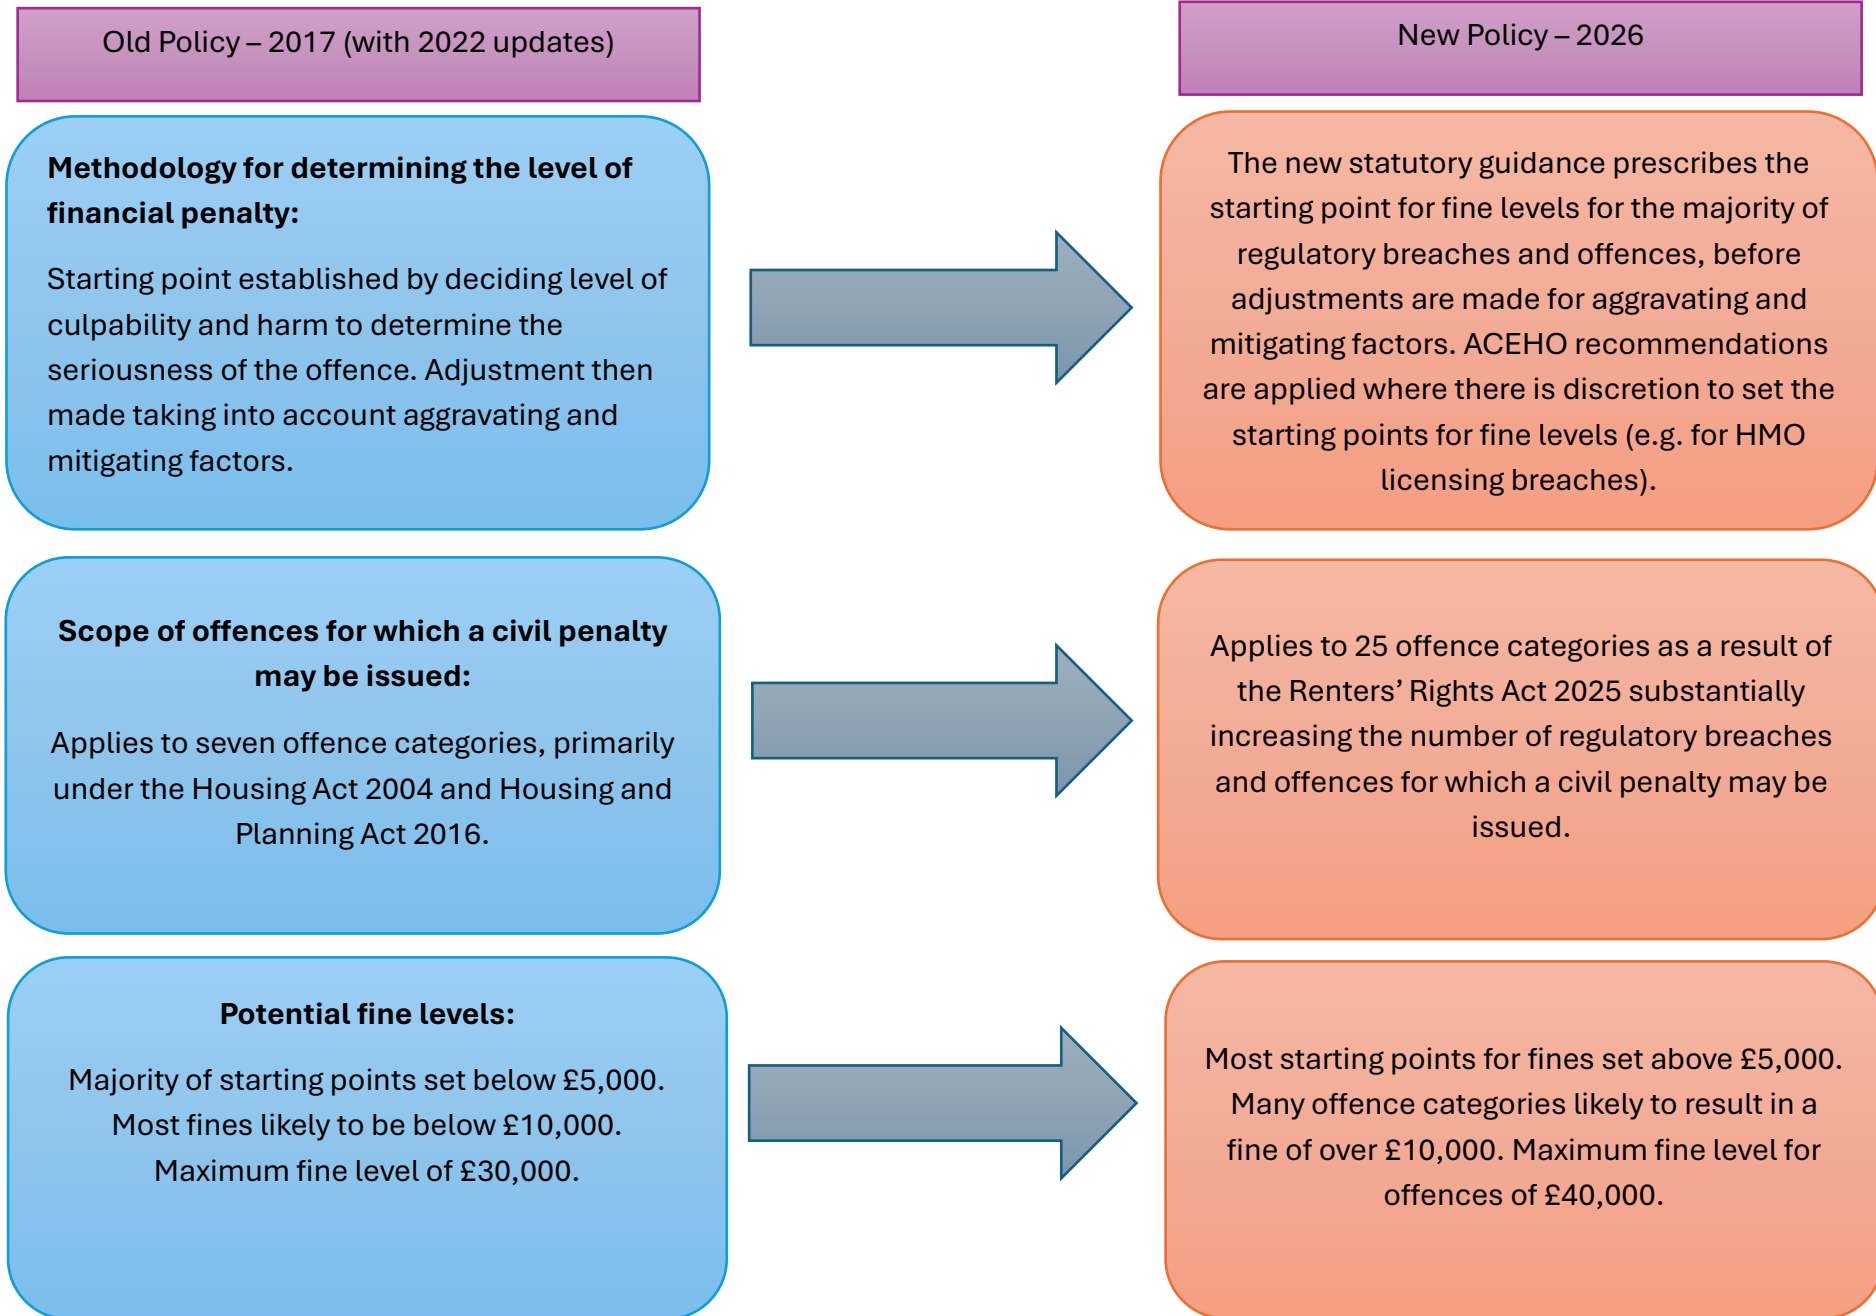 Old Policy – 2017 (with 2022 updates)
New Policy – 2026
Methodology for determining the level of
financial penalty:
Starting point established by deciding level of
culpability and harm to determine the
seriousness of the offence. Adjustment then
made taking into account aggravating and
mitigating factors.
The new statutory guidance prescribes the
starting point for fine levels for the majority of
regulatory breaches and offences, before
adjustments are made for aggravating and
mitigating factors. ACEHO recommendations
are applied where there is discretion to set the
starting points for fine levels (e.g. for HMO
licensing breaches).
Scope of offences for which a civil penalty
may be issued:
Applies to seven offence categories, primarily
under the Housing Act 2004 and Housing and
Planning Act 2016.
Applies to 25 offence categories as a result of
the Renters’ Rights Act 2025 substantially
increasing the number of regulatory breaches
and offences for which a civil penalty may be
issued.
Potential fine levels:
Majority of starting points set below £5,000.
Most fines likely to be below £10,000.
Maximum fine level of £30,000.
Most starting points for fines set above £5,000.
Many offence categories likely to result in a
fine of over £10,000. Maximum fine level for
offences of £40,000.